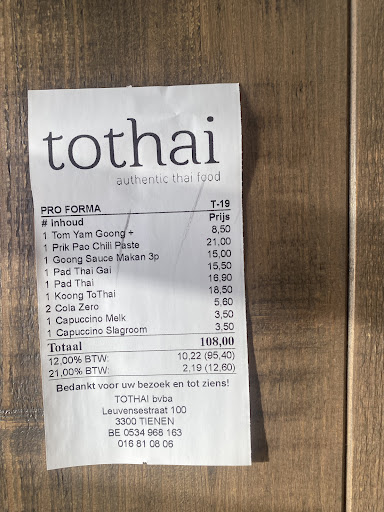 tothai
authentic thai food
PRO FORMA T-19
# inhoud Prijs
1 Tom Yam Goong + 8,50
1 Prik Pao Chili Paste 21,00
1 Goong Sauce Makan 3p 15,00
1 Pad Thai Gai 15,50
1 Pad Thai 16,90
1 Koong ToThai 18,50
2 Cola Zero 5,60
1 Capuccino Melk 3,50
1 Capuccino Slagroom 3,50
Totaal 108,00
12,00% BTW: 10,22 (95,40)
21,00% BTW: 2,19 (12,60)
Bedankt voor uw bezoek en tot ziens!
TOTHAI bvba
Leuvensestraat 100
3300 TIENEN
BE 0534 968 163
016 81 08 06